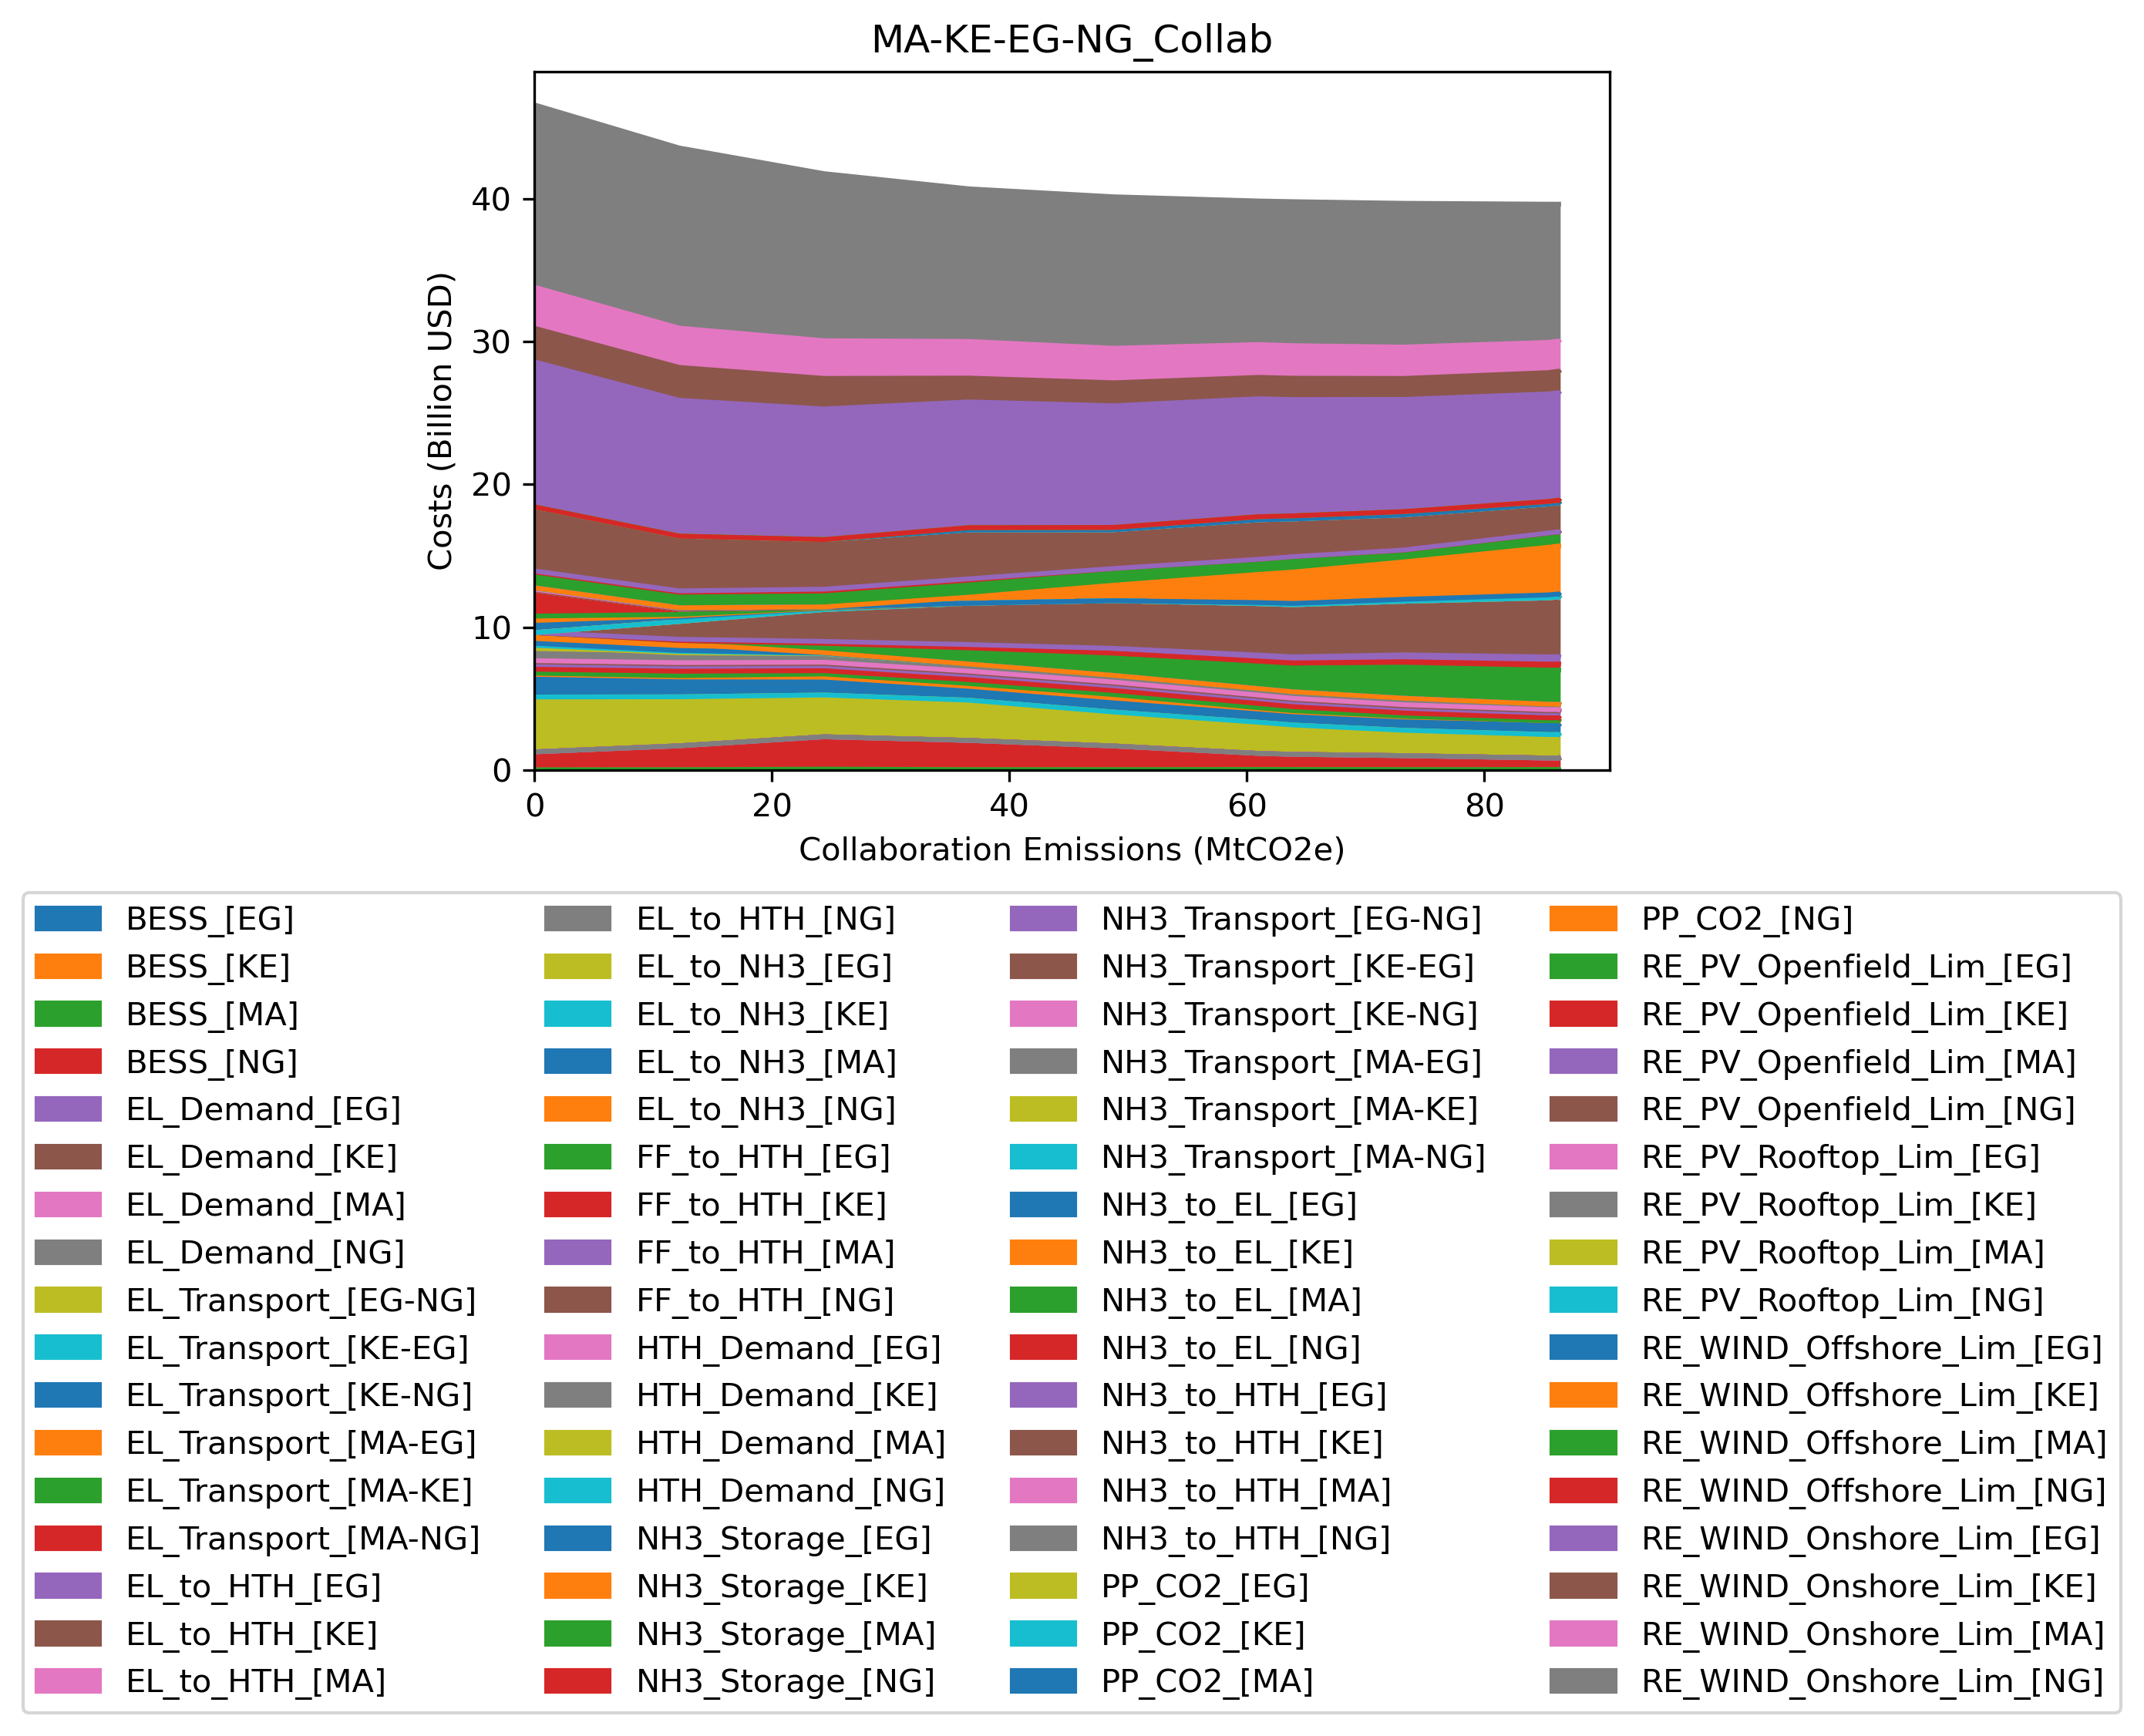 MA-KE-EG-NG_Collab
Costs (Billion USD)
40
30
20
10
0
0 20 40 60 80
Collaboration Emissions (MtCO2e)
BESS_[EG]
BESS_[KE]
BESS_[MA]
BESS_[NG]
EL_Demand_[EG]
EL_Demand_[KE]
EL_Demand_[MA]
EL_Demand_[NG]
EL_Transport_[EG-NG]
EL_Transport_[KE-EG]
EL_Transport_[KE-NG]
EL_Transport_[MA-EG]
EL_Transport_[MA-KE]
EL_Transport_[MA-NG]
EL_to_HTH_[EG]
EL_to_HTH_[KE]
EL_to_HTH_[MA]
EL_to_HTH_[NG]
EL_to_NH3_[EG]
EL_to_NH3_[KE]
EL_to_NH3_[MA]
EL_to_NH3_[NG]
FF_to_HTH_[EG]
FF_to_HTH_[KE]
FF_to_HTH_[MA]
FF_to_HTH_[NG]
HTH_Demand_[EG]
HTH_Demand_[KE]
HTH_Demand_[MA]
HTH_Demand_[NG]
NH3_Storage_[EG]
NH3_Storage_[KE]
NH3_Storage_[MA]
NH3_Storage_[NG]
NH3_Transport_[EG-NG]
NH3_Transport_[KE-EG]
NH3_Transport_[KE-NG]
NH3_Transport_[MA-EG]
NH3_Transport_[MA-KE]
NH3_Transport_[MA-NG]
NH3_to_EL_[EG]
NH3_to_EL_[KE]
NH3_to_EL_[MA]
NH3_to_EL_[NG]
NH3_to_HTH_[EG]
NH3_to_HTH_[KE]
NH3_to_HTH_[MA]
NH3_to_HTH_[NG]
PP_CO2_[EG]
PP_CO2_[KE]
PP_CO2_[MA]
PP_CO2_[NG]
RE_PV_Openfield_Lim_[EG]
RE_PV_Openfield_Lim_[KE]
RE_PV_Openfield_Lim_[MA]
RE_PV_Openfield_Lim_[NG]
RE_PV_Rooftop_Lim_[EG]
RE_PV_Rooftop_Lim_[KE]
RE_PV_Rooftop_Lim_[MA]
RE_PV_Rooftop_Lim_[NG]
RE_WIND_Offshore_Lim_[EG]
RE_WIND_Offshore_Lim_[KE]
RE_WIND_Offshore_Lim_[MA]
RE_WIND_Offshore_Lim_[NG]
RE_WIND_Onshore_Lim_[EG]
RE_WIND_Onshore_Lim_[KE]
RE_WIND_Onshore_Lim_[MA]
RE_WIND_Onshore_Lim_[NG]